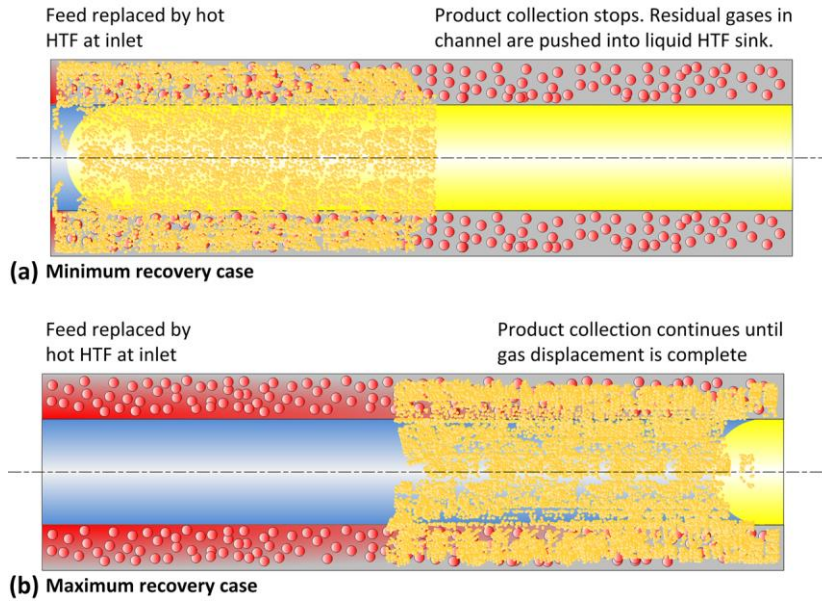 Feed replaced by hot
HTF at inlet
Product collection stops. Residual gases in
channel are pushed into liquid HTF sink.
(a) Minimum recovery case
Feed replaced by
hot HTF at inlet
Product collection continues until
gas displacement is complete
(b) Maximum recovery case